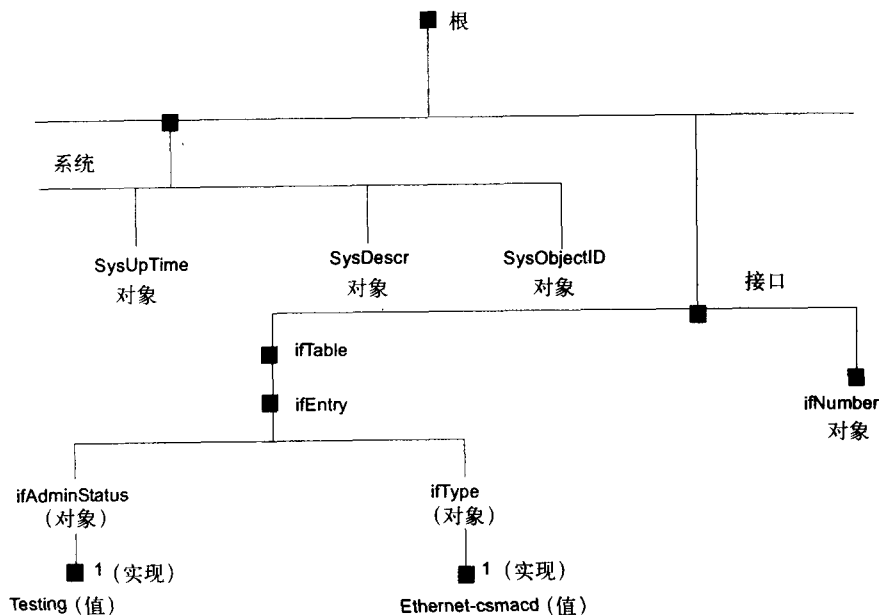 根
系统
SysUpTime
对象
SysDescr
对象
SysObjectID
对象
接口
ifTable
ifEntry
ifNumber
对象
ifAdminStatus
(对象)
ifType
(对象)
1 (实现)
Testing (值)
1 (实现)
Ethernet-csmacd (值)